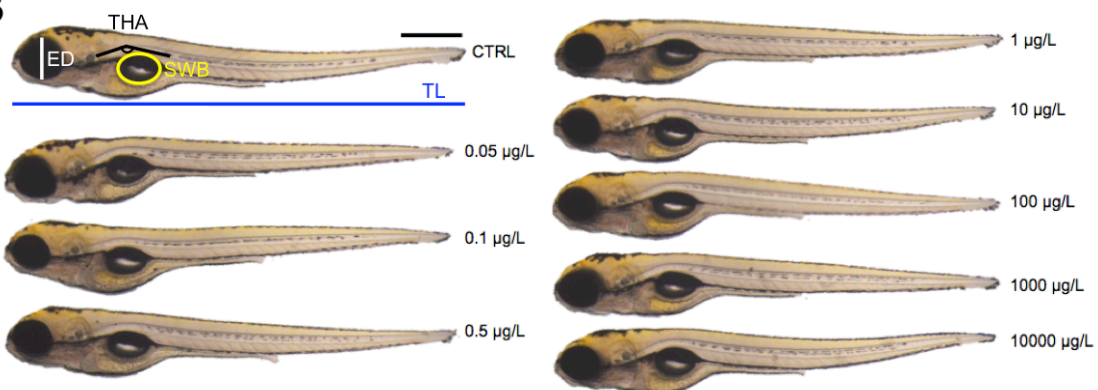 THA
ED
SWB
CTRL
TL
0.05 µg/L
0.1 µg/L
0.5 µg/L
1 µg/L
10 µg/L
100 µg/L
1000 µg/L
10000 µg/L